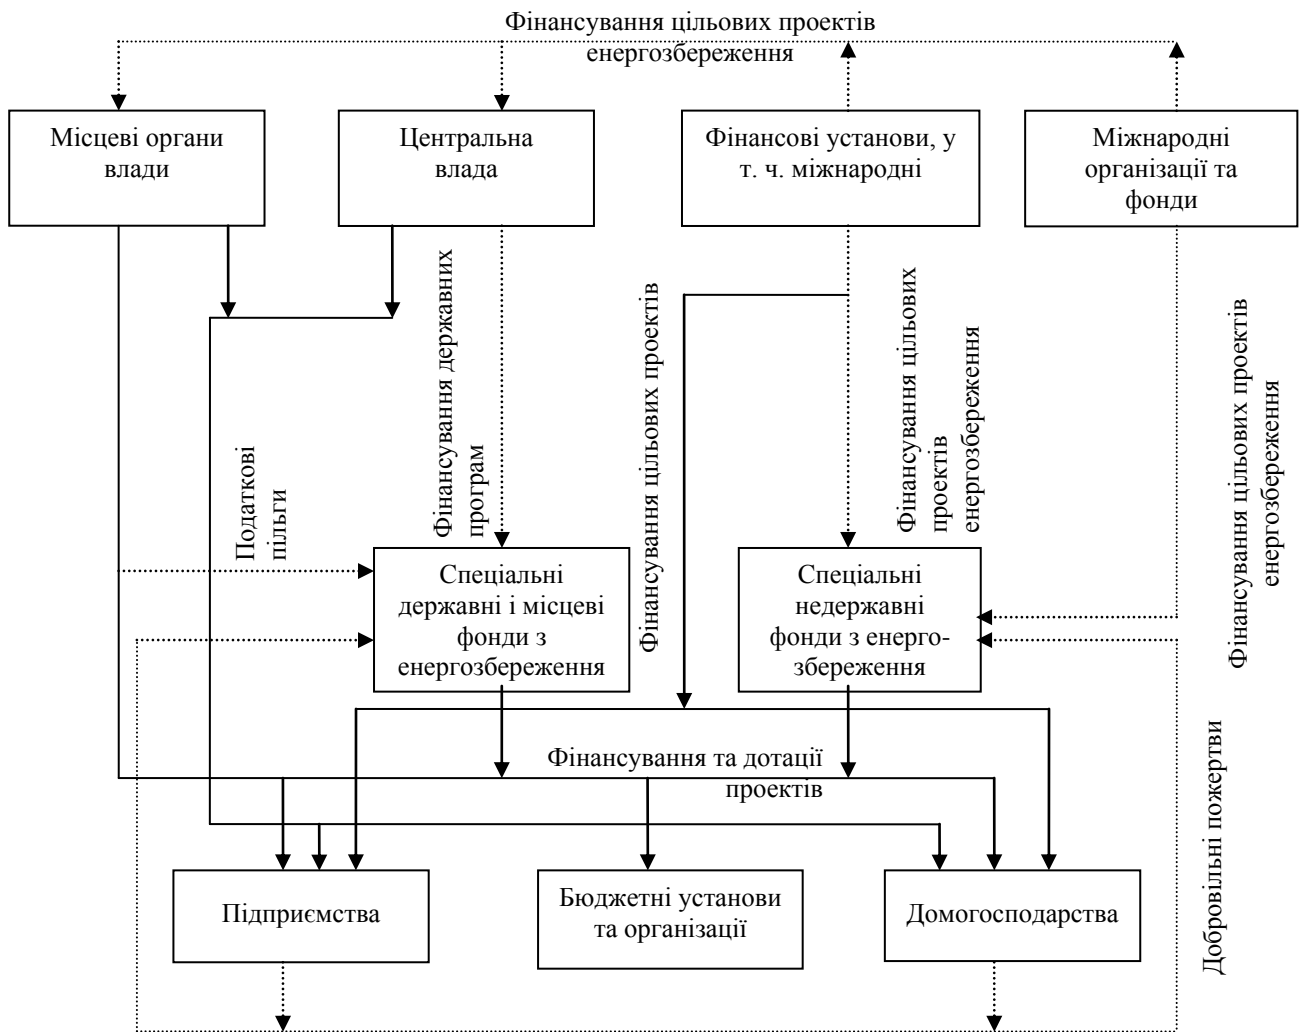 Фінансування цільових проектів
енергозбереження
Місцеві органи
влади
Центральна
влада
Фінансові установи, у
т. ч. міжнародні
Міжнародні
організації та
фонди
Податкові
пільги
Фінансування державних
програм
Фінансування цільових проектів
Фінансування цільових
проектів
енергозбереження
Фінансування цільових проектів
енергозбереження
Спеціальні
державні і місцеві
фонди з
енергозбереження
Спеціальні
недержавні
фонди з енерго-
збереження
Фінансування та дотації
проектів
Добровільні пожертви
Підприємства
Бюджетні установи
та організації
Домогосподарства